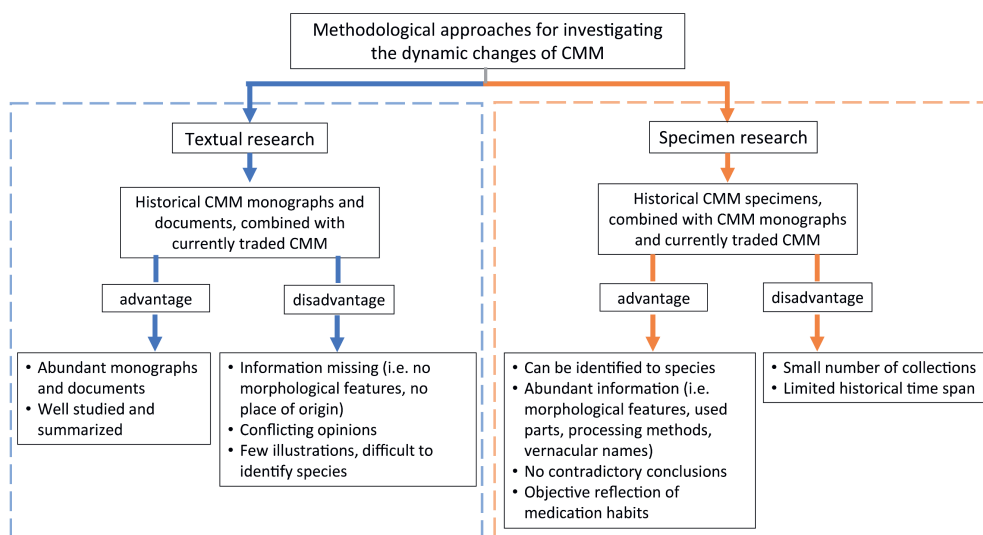 Methodological approaches for investigating
the dynamic changes of CMM
Textual research
Historical CMM monographs and
documents, combined with
currently traded CMM
advantage
disadvantage
• Abundant monographs
and documents
• Well studied and
summarized
• Information missing (i.e. no
morphological features, no
place of origin)
• Conflicting opinions
• Few illustrations, difficult to
identify species
Specimen research
Historical CMM specimens,
combined with CMM monographs
and currently traded CMM
advantage
disadvantage
• Can be identified to species
• Abundant information (i.e.
morphological features, used
parts, processing methods,
vernacular names)
• No contradictory conclusions
• Objective reflection of
medication habits
• Small number of collections
• Limited historical time span